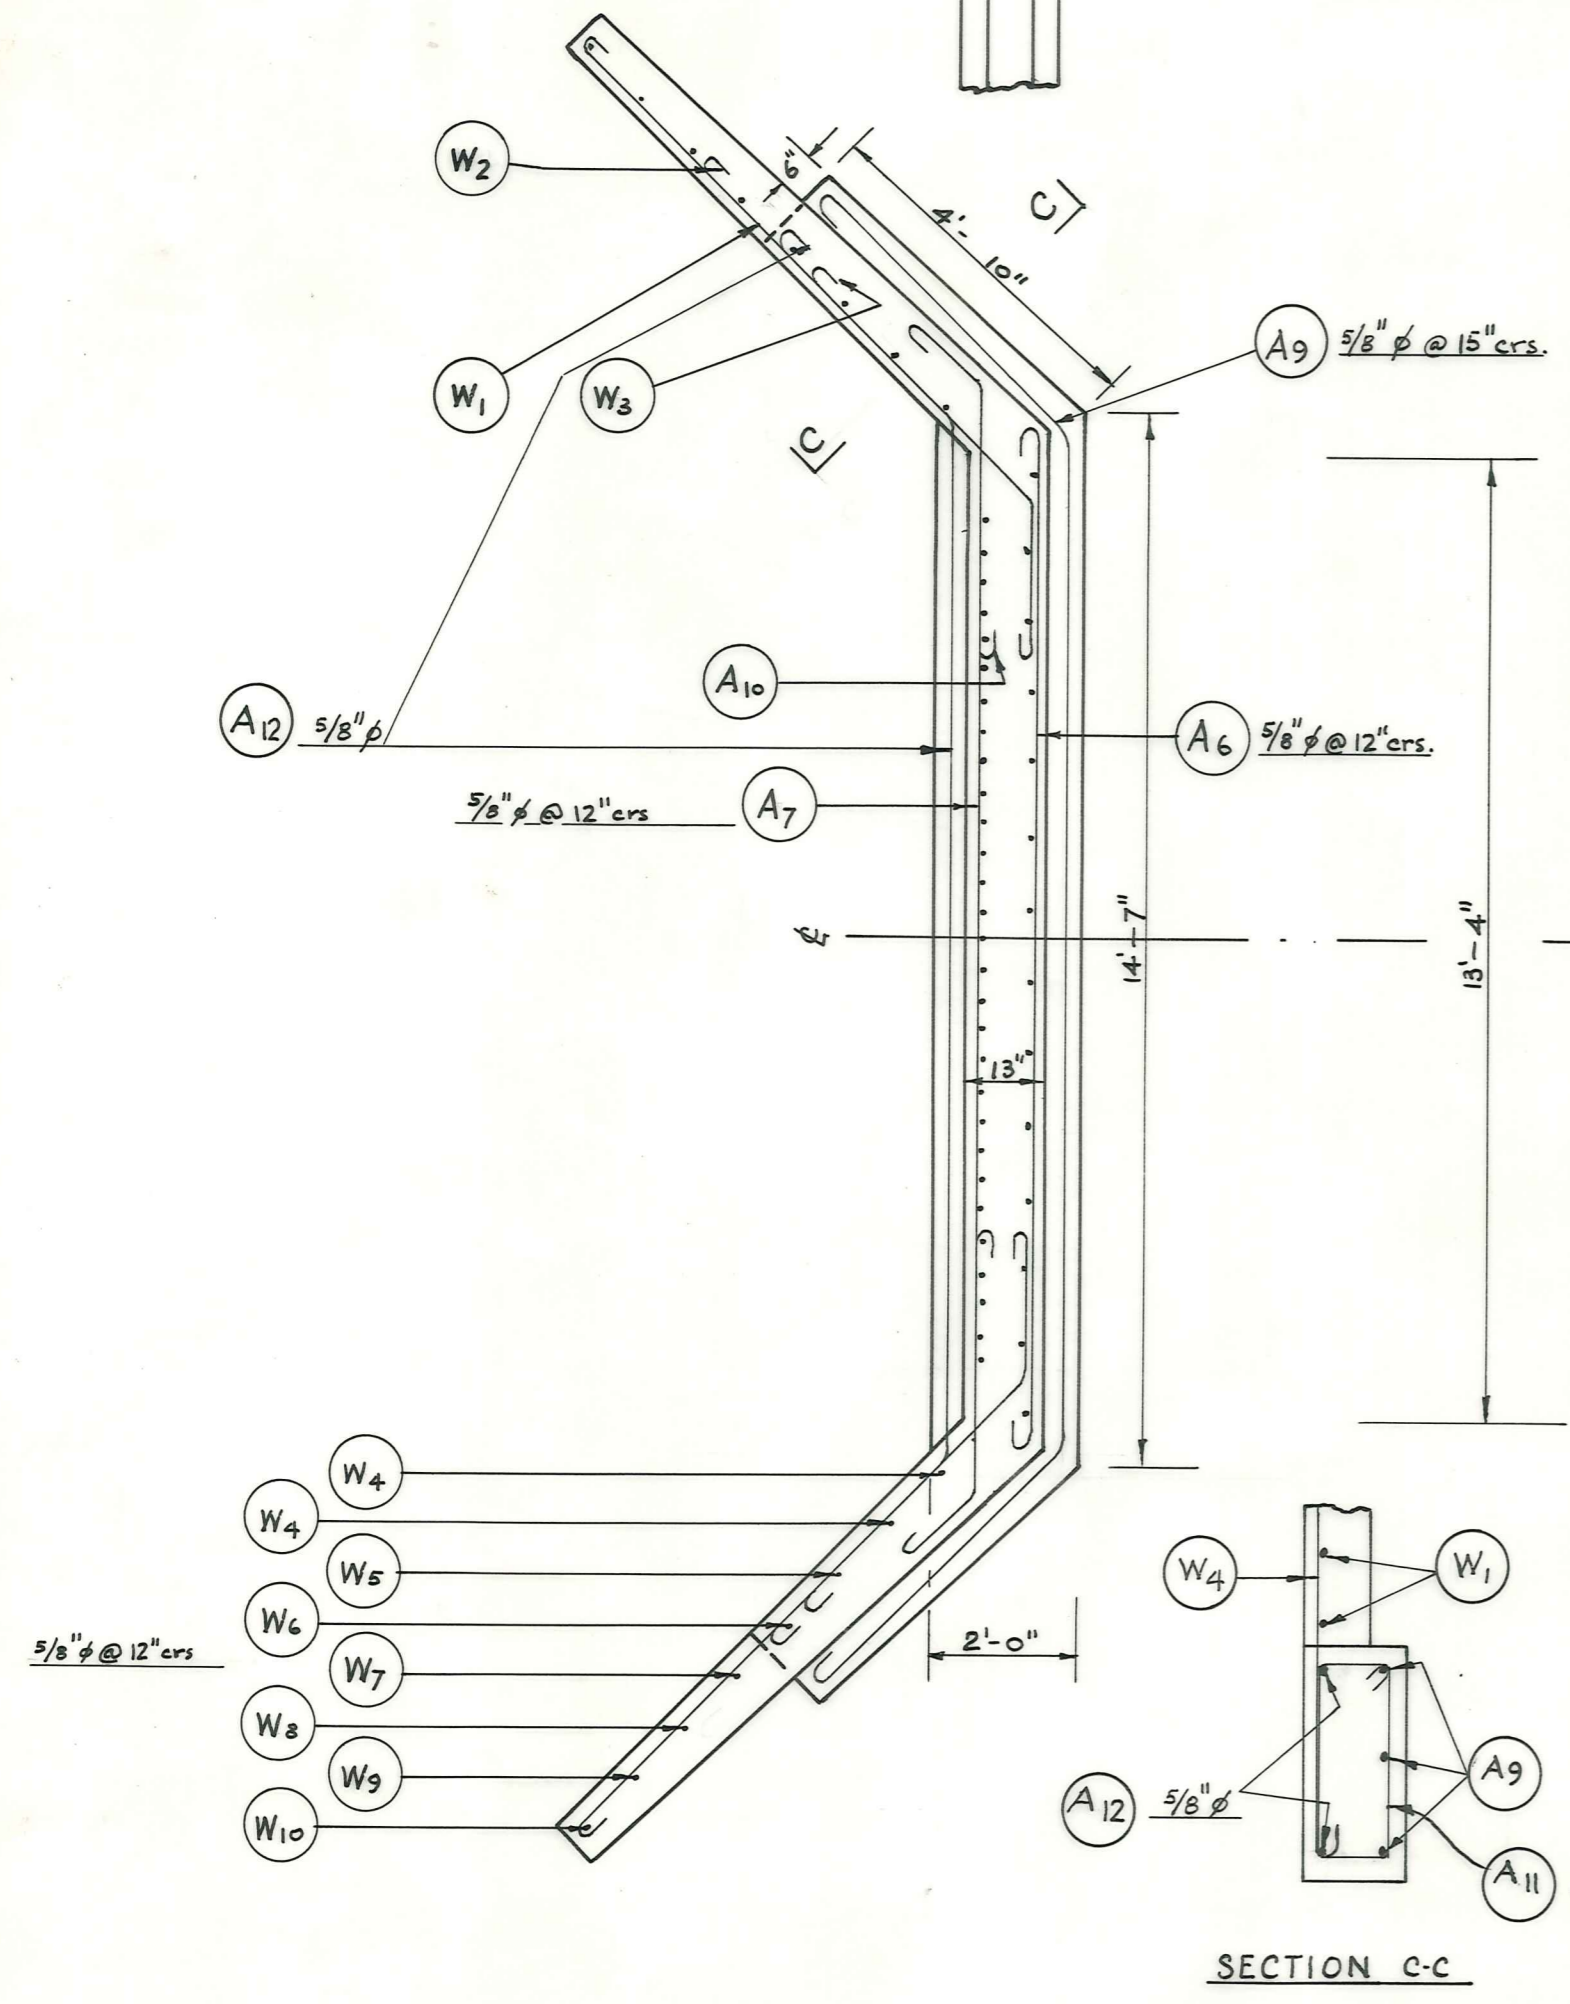 W2
6"
4'-
10"
C
A9 5/8"ø @ 15"crs.
W1
W3
C
A10
A12 5/8"ø
A6 5/8"ø @ 12"crs.
5/8"ø @ 12"crs A7
℄
14'-7"
13'-4"
13"
W4
W4
W5
W6
5/8"ø @ 12"crs
W7
W8
W9
W10
2'-0"
W4
W1
A12 5/8"ø
A9
A11
SECTION C-C